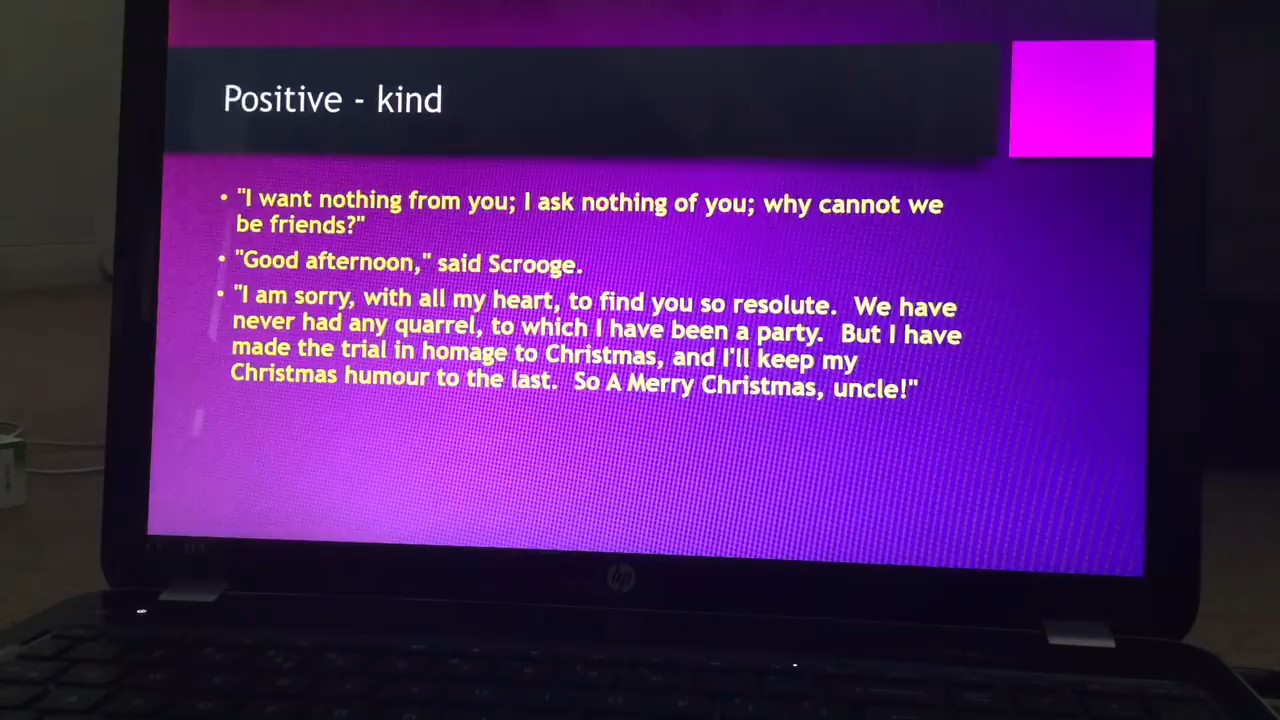 Positive - kind
• "I want nothing from you; I ask nothing of you; why cannot we
be friends?"
• "Good afternoon," said Scrooge.
• "I am sorry, with all my heart, to find you so resolute.  We have
never had any quarrel, to which I have been a party.  But I have
made the trial in homage to Christmas, and I'll keep my
Christmas humour to the last.  So A Merry Christmas, uncle!"
hp